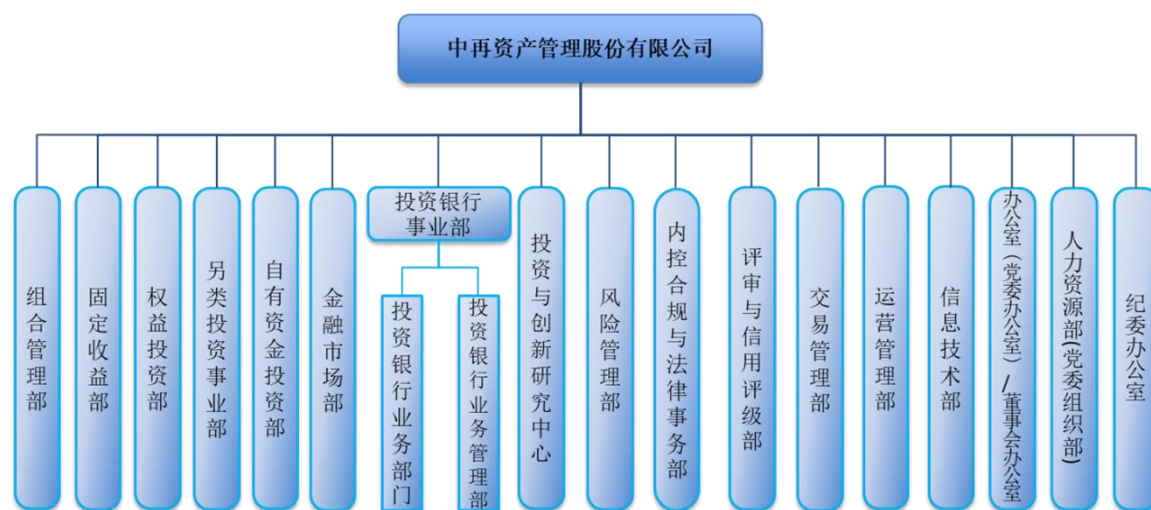 中再资产管理股份有限公司
组合管理部
固定收益部
权益投资部
另类投资事业部
自有资金投资部
金融市场部
投资银行
事业部
投资银行业务部门
投资银行业务管理部
投资与创新研究中心
风险管理部
内控合规与法律事务部
评审与信用评级部
交易管理部
运营管理部
信息技术部
办公室（党委办公室）/董事会办公室
人力资源部(党委组织部)
纪委办公室